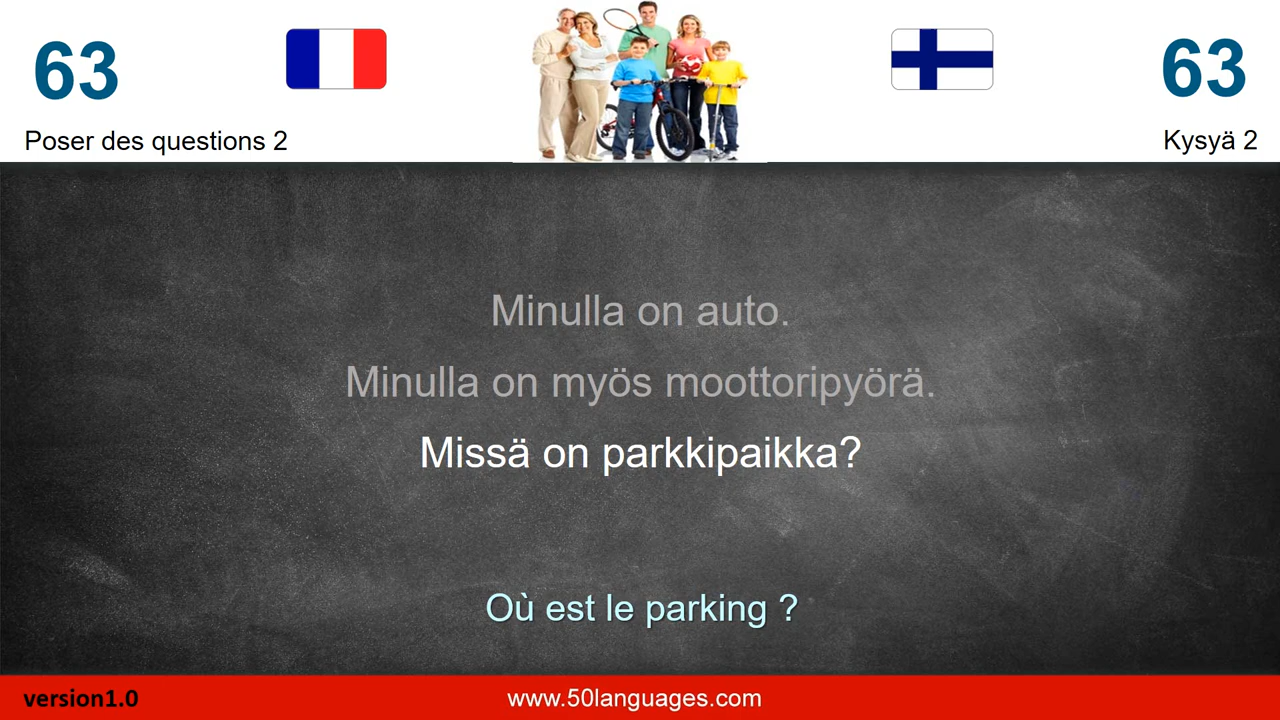 63
63
Poser des questions 2
Kysyä 2
Minulla on auto.
Minulla on myös moottoripyörä.
Missä on parkkipaikka?
Où est le parking ?
version1.0
www.50languages.com